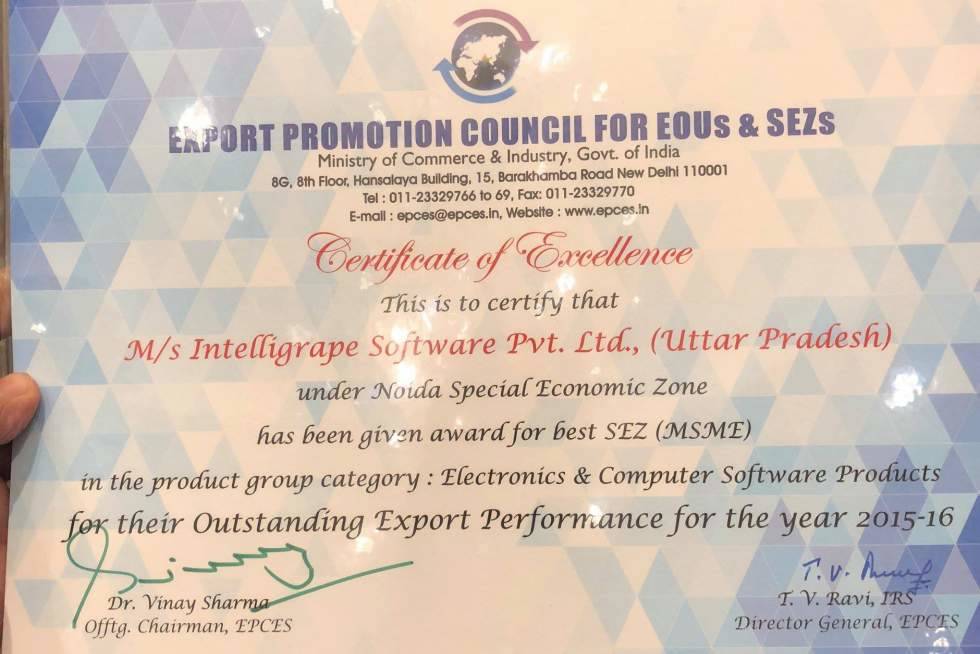 EXPORT PROMOTION COUNCIL FOR EOUs & SEZs
Ministry of Commerce & Industry, Govt. of India
8G, 8th Floor, Hansalaya Building, 15, Barakhamba Road New Delhi 110001
Tel : 011-23329766 to 69, Fax: 011-23329770
E-mail : epces@epces.in, Website : www.epces.in
Certificate of Excellence
This is to certify that
M/s Intelligrape Software Pvt. Ltd., (Uttar Pradesh)
under Noida Special Economic Zone
has been given award for best SEZ (MSME)
in the product group category : Electronics & Computer Software Products
for their Outstanding Export Performance for the year 2015-16
Dr. Vinay Sharma
Offtg. Chairman, EPCES
T. V.
T. V. Ravi, IRS
Director General, EPCES